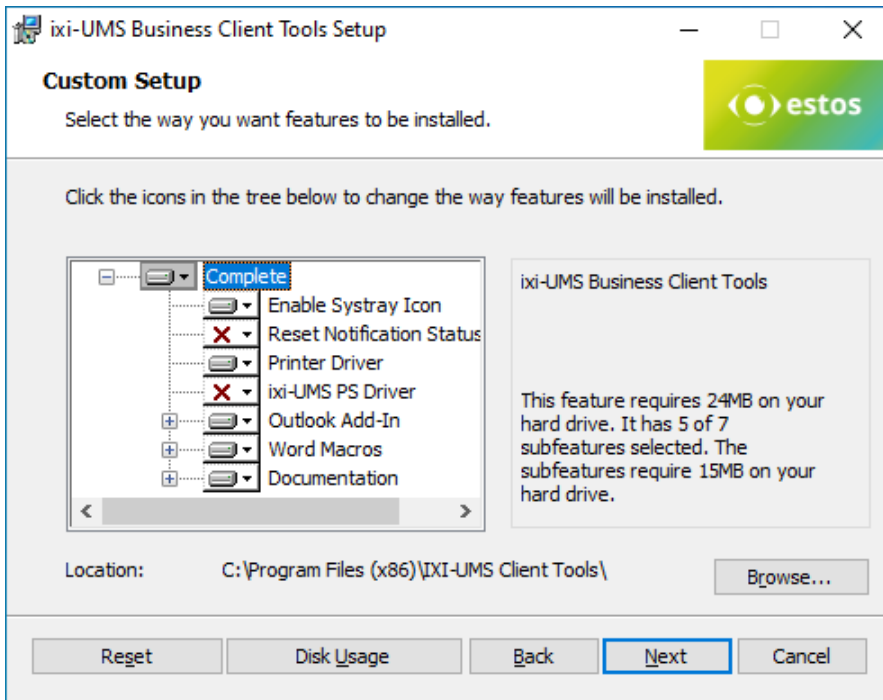 ixi-UMS Business Client Tools Setup
Custom Setup
Select the way you want features to be installed.
estos
Click the icons in the tree below to change the way features will be installed.
Complete
Enable Systray Icon
Reset Notification Status
Printer Driver
ixi-UMS PS Driver
Outlook Add-In
Word Macros
Documentation
ixi-UMS Business Client Tools
This feature requires 24MB on your
hard drive. It has 5 of 7
subfeatures selected. The
subfeatures require 15MB on your
hard drive.
Location: C:\Program Files (x86)\IXI-UMS Client Tools\
Browse...
Reset Disk Usage Back Next Cancel